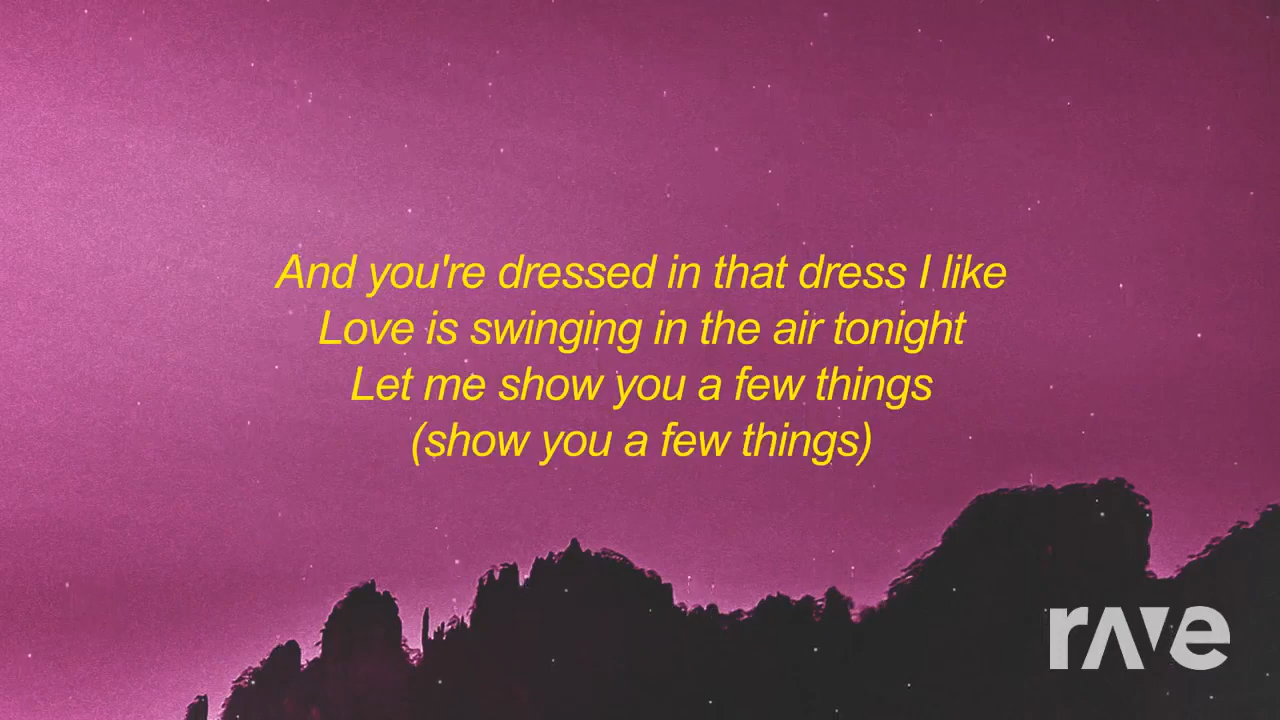 And you're dressed in that dress I like
Love is swinging in the air tonight
Let me show you a few things
(show you a few things)
rave